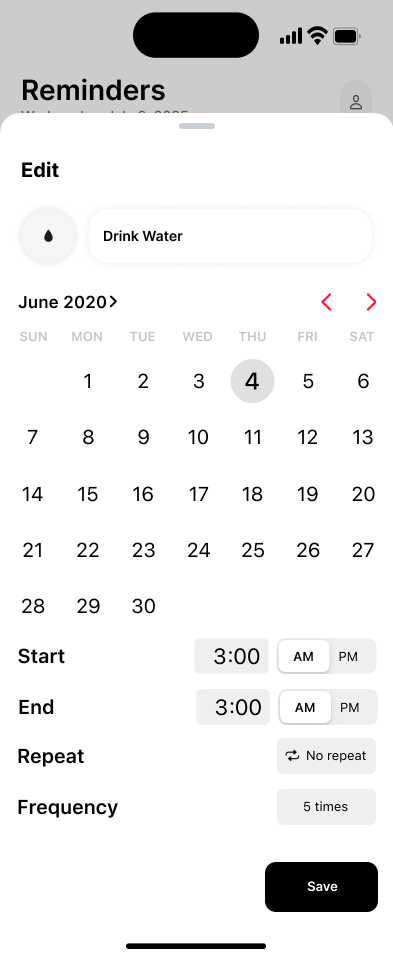 Reminders
Edit
Drink Water
June 2020
SUN MON TUE WED THU FRI SAT
1 2 3 4 5 6
7 8 9 10 11 12 13
14 15 16 17 18 19 20
21 22 23 24 25 26 27
28 29 30
Start 3:00 AM PM
End 3:00 AM PM
Repeat No repeat
Frequency 5 times
Save